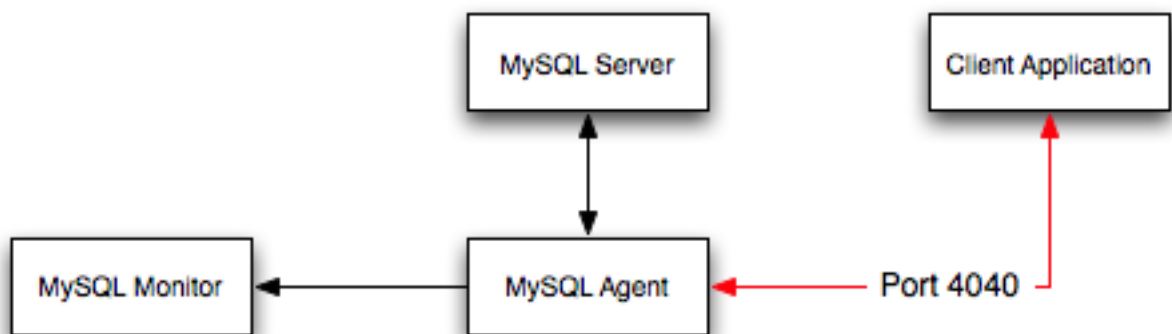 MySQL Server
Client Application
MySQL Monitor
MySQL Agent
Port 4040